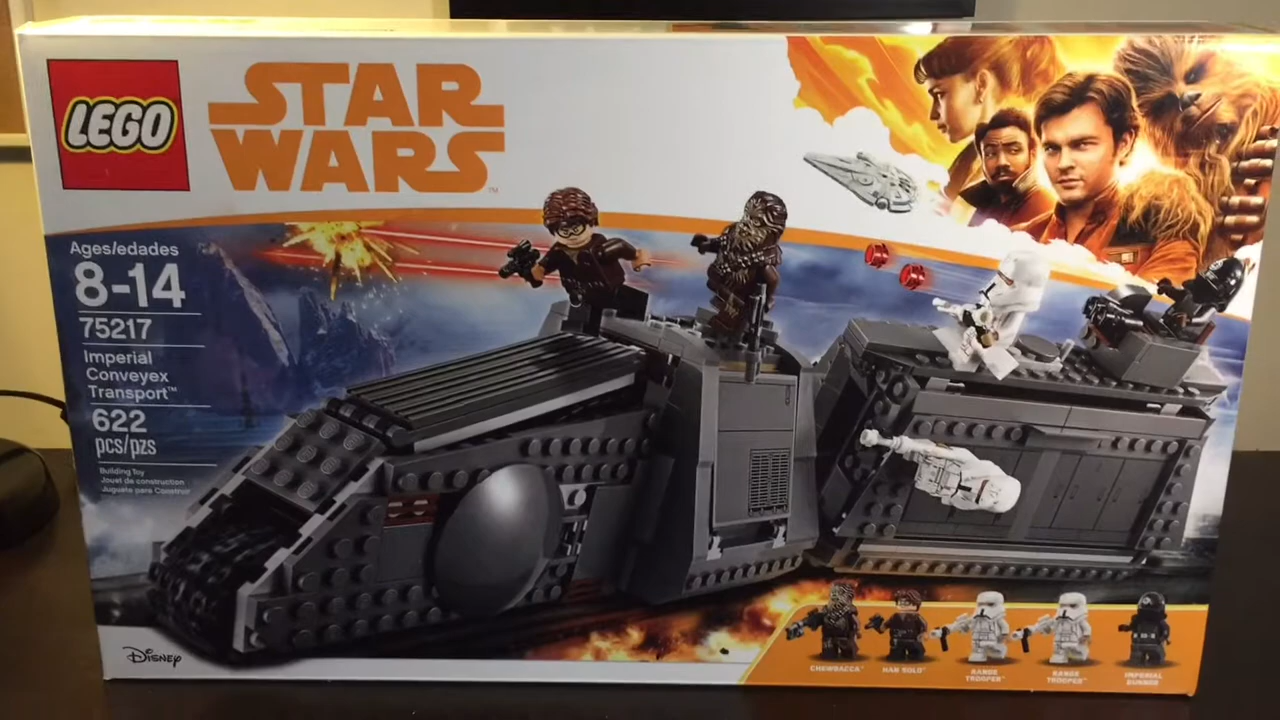 LEGO
STAR
WARS™
Ages/edades
8-14
75217
Imperial
Conveyex
Transport™
622
pcs/pzs
Building Toy
Jouet de construction
Juguete para Construir
Disney
CHEWBACCA™
HAN SOLO™
RANGE
TROOPER™
RANGE
TROOPER™
IMPERIAL
GUNNER